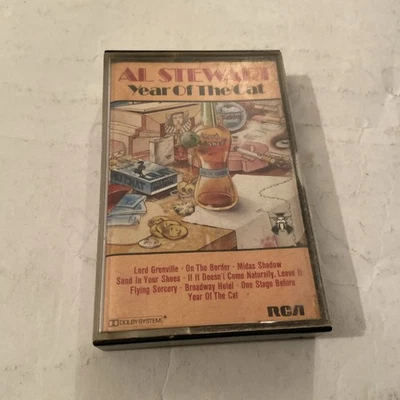 AL STEWART
Year Of The Cat
Lord Grenville · On The Border · Midas Shadow
Sand In Your Shoes · If It Doesn't Come Naturally, Leave It
Flying Sorcery · Broadway Hotel · One Stage Before
Year Of The Cat
DOLBY SYSTEM
RCA